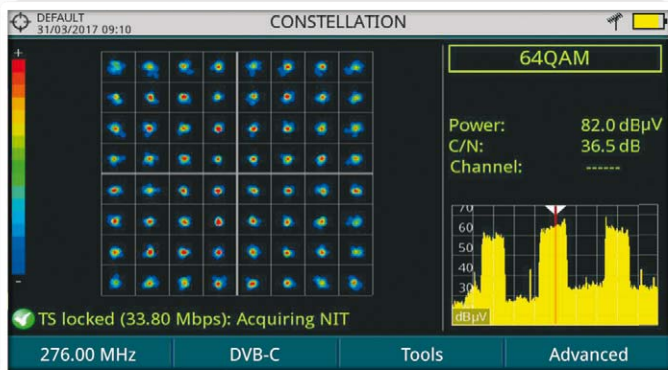 DEFAULT
31/03/2017 09:10
CONSTELLATION
+
-
64QAM
Power: 82.0 dBµV
C/N: 36.5 dB
Channel: ------
70
60
50
40
30
dBµV
TS locked (33.80 Mbps): Acquiring NIT
276.00 MHz
DVB-C
Tools
Advanced